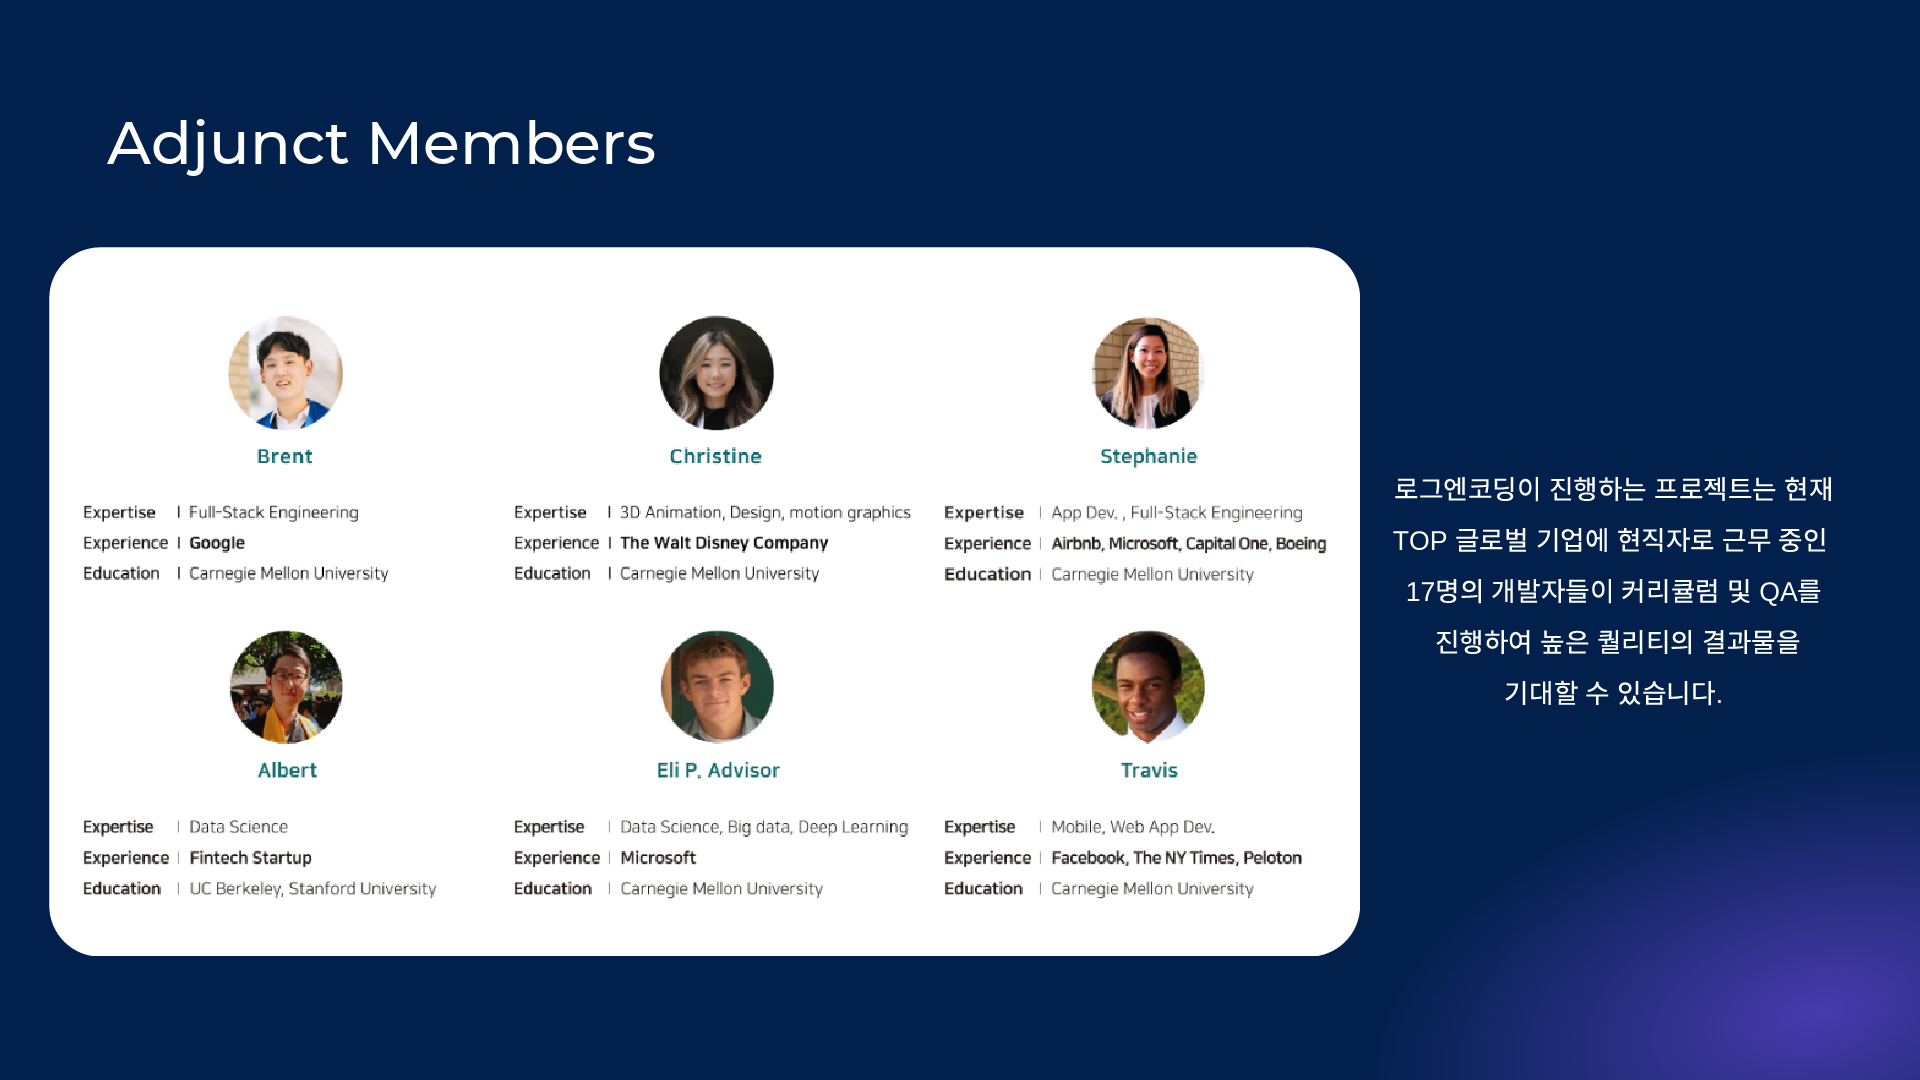 Adjunct Members
Brent
Expertise | Full-Stack Engineering
Experience | Google
Education | Carnegie Mellon University
Christine
Expertise | 3D Animation, Design, motion graphics
Experience | The Walt Disney Company
Education | Carnegie Mellon University
Stephanie
Expertise | App Dev. , Full-Stack Engineering
Experience | Airbnb, Microsoft, Capital One, Boeing
Education | Carnegie Mellon University
Albert
Expertise | Data Science
Experience | Fintech Startup
Education | UC Berkeley, Stanford University
Eli P. Advisor
Expertise | Data Science, Big data, Deep Learning
Experience | Microsoft
Education | Carnegie Mellon University
Travis
Expertise | Mobile, Web App Dev.
Experience | Facebook, The NY Times, Peloton
Education | Carnegie Mellon University
로그엔코딩이 진행하는 프로젝트는 현재
TOP 글로벌 기업에 현직자로 근무 중인
17명의 개발자들이 커리큘럼 및 QA를
진행하여 높은 퀄리티의 결과물을
기대할 수 있습니다.